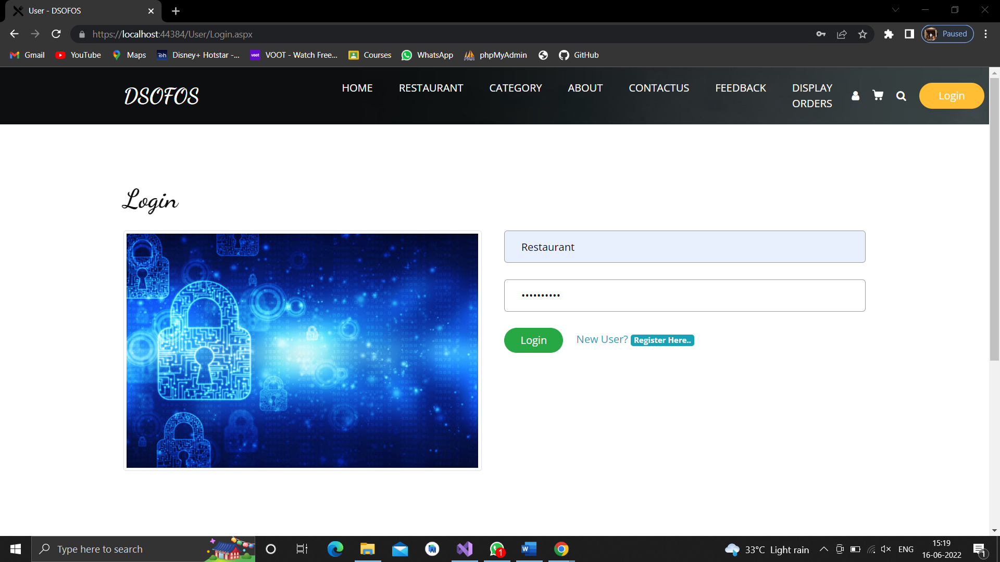 User - DSOFOS
https://localhost:44384/User/Login.aspx
Paused
Gmail YouTube Maps Disney+ Hotstar -... VOOT - Watch Free... Courses WhatsApp phpMyAdmin GitHub
DSOFOS
HOME RESTAURANT CATEGORY ABOUT CONTACTUS FEEDBACK DISPLAY ORDERS Login
Login
Restaurant
••••••••••
Login New User? Register Here..
Type here to search
33°C Light rain ENG
15:19
16-06-2022
1
1